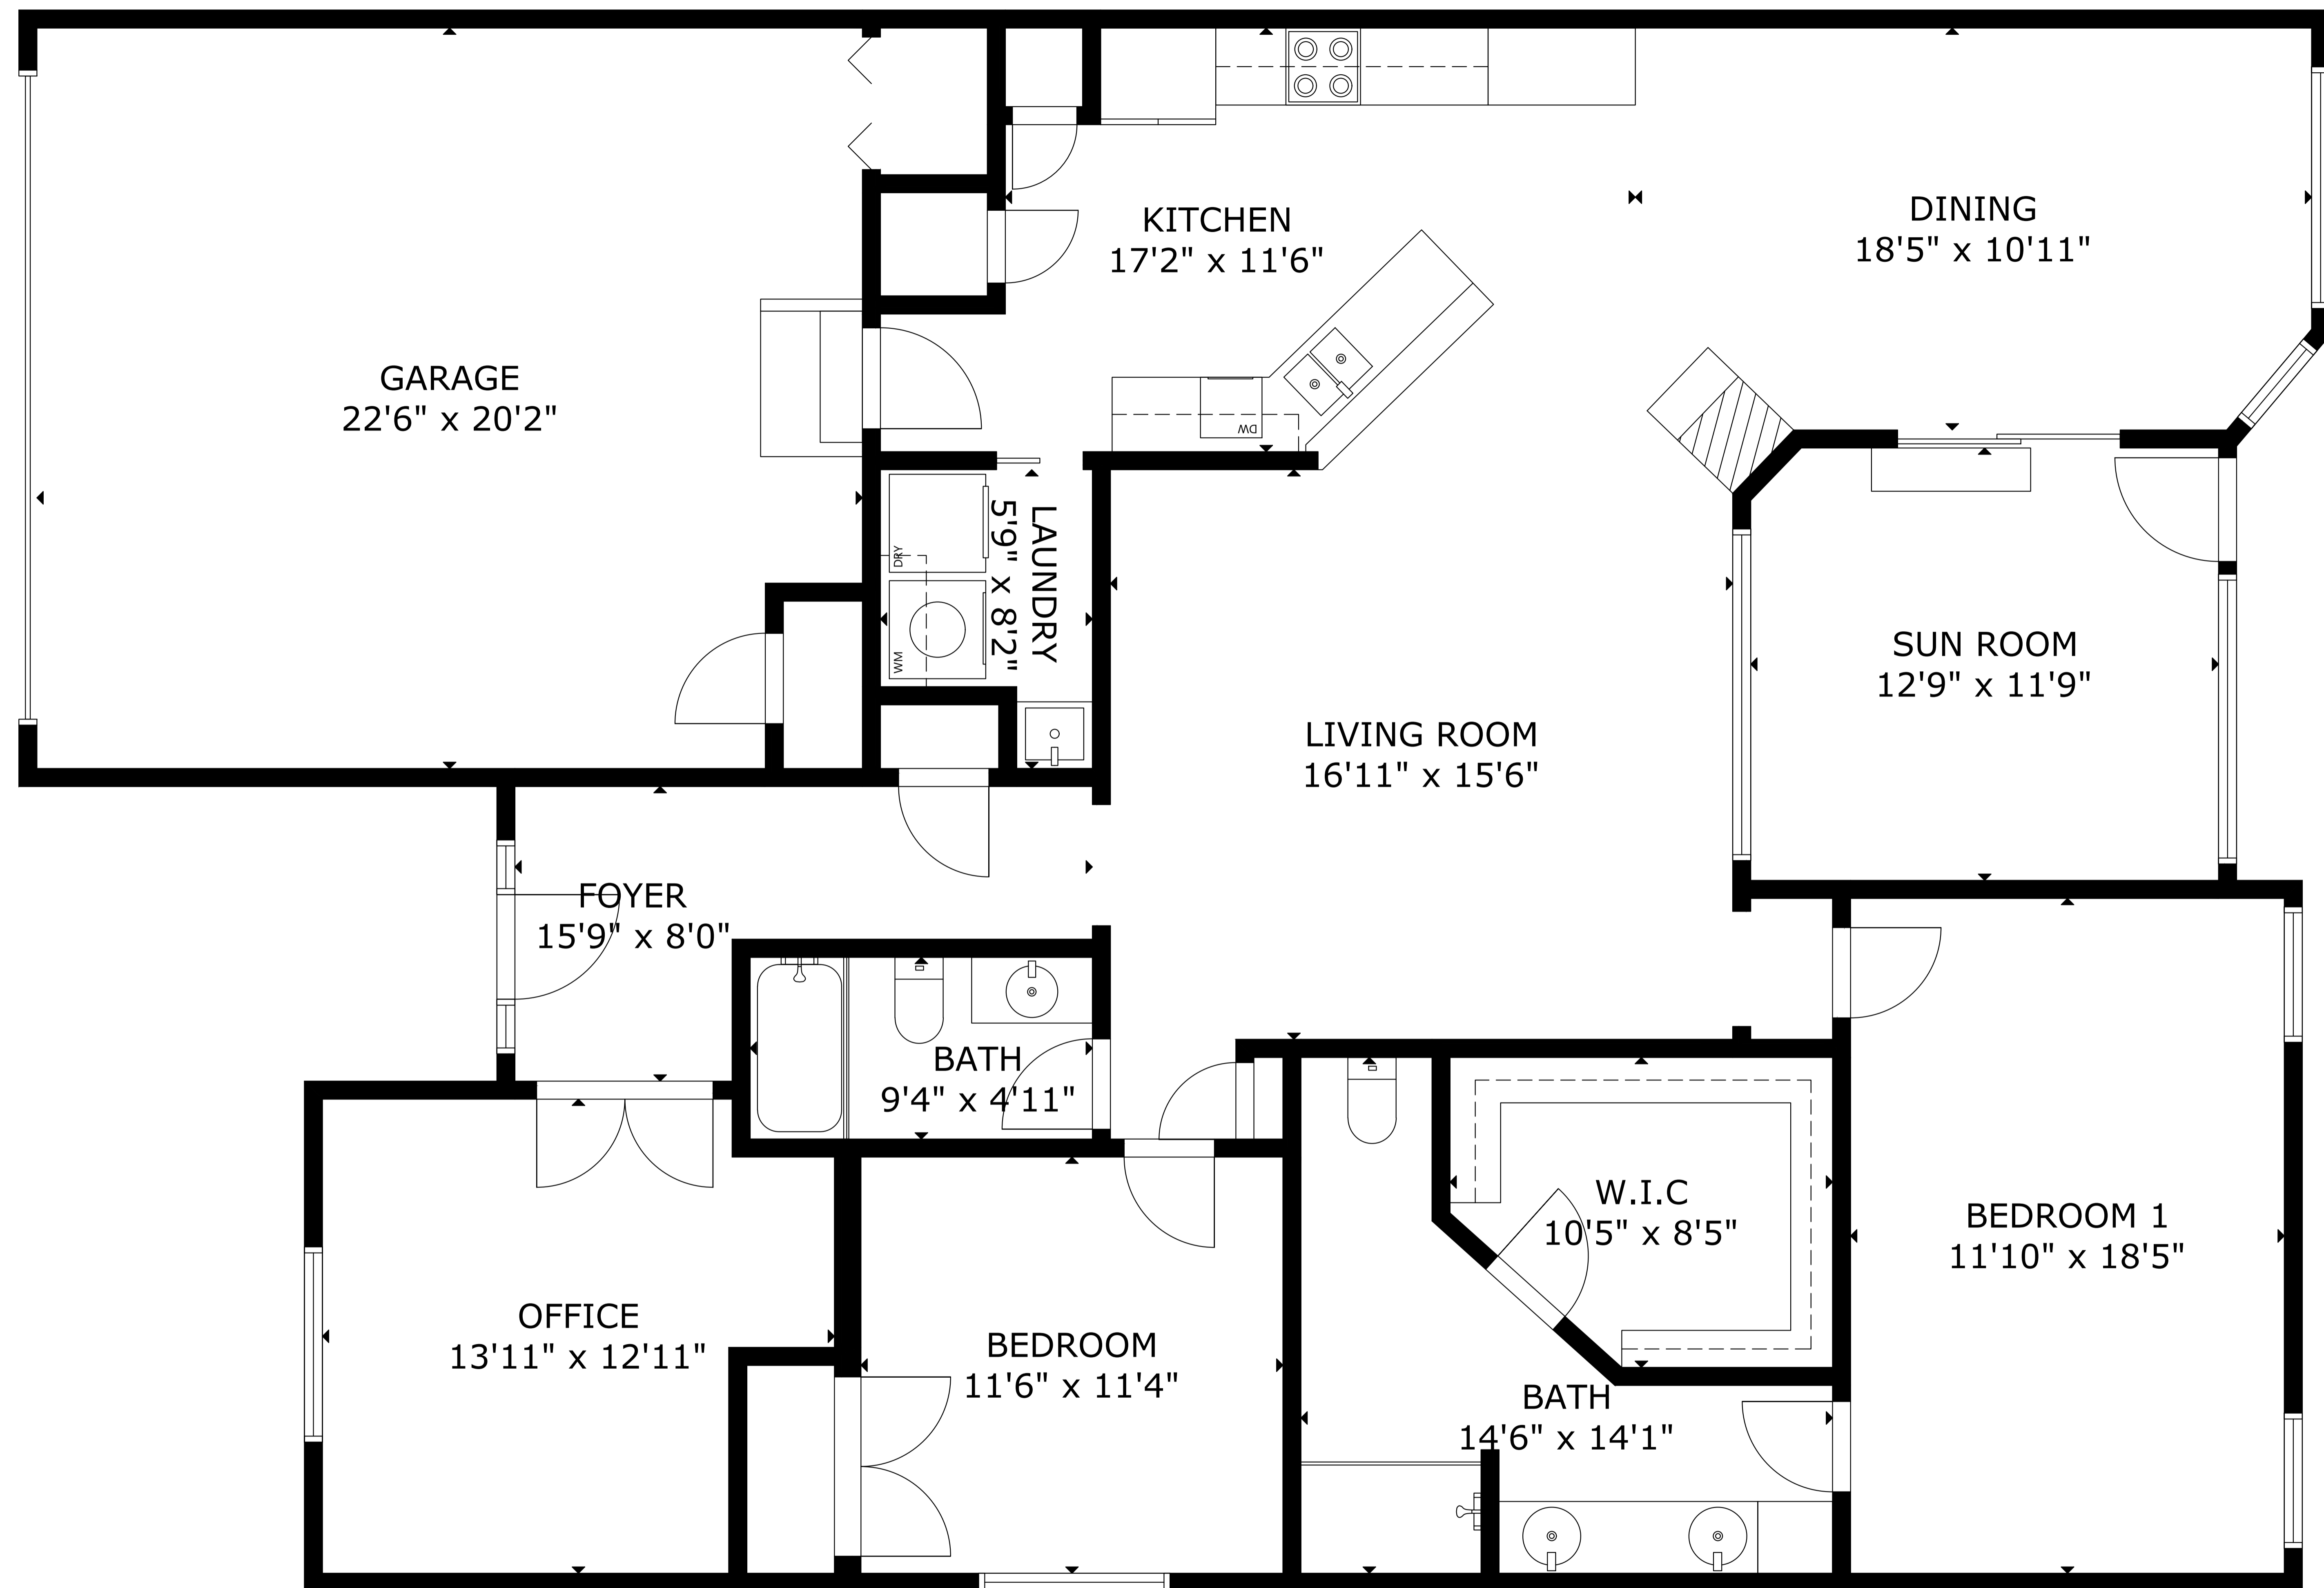 KITCHEN
17'2" x 11'6"
DINING
18'5" x 10'11"
GARAGE
22'6" x 20'2"
DW
LAUNDRY
5'9" x 8'2"
DRY
WM
SUN ROOM
12'9" x 11'9"
LIVING ROOM
16'11" x 15'6"
FOYER
15'9" x 8'0"
BATH
9'4" x 4'11"
W.I.C
10'5" x 8'5"
BEDROOM 1
11'10" x 18'5"
OFFICE
13'11" x 12'11"
BEDROOM
11'6" x 11'4"
BATH
14'6" x 14'1"